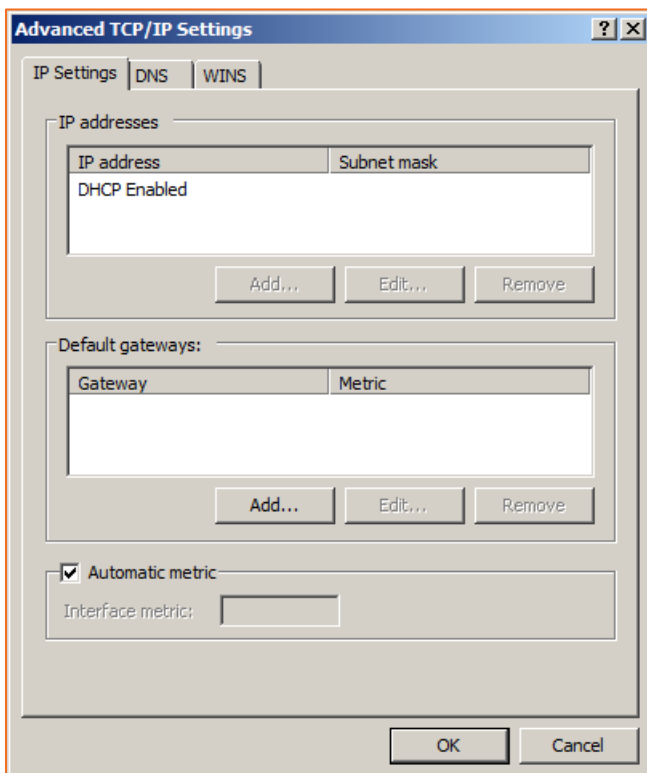 Advanced TCP/IP Settings
IP Settings DNS WINS
IP addresses
IP address Subnet mask
DHCP Enabled
Add... Edit... Remove
Default gateways:
Gateway Metric
Add... Edit... Remove
Automatic metric
Interface metric:
OK Cancel